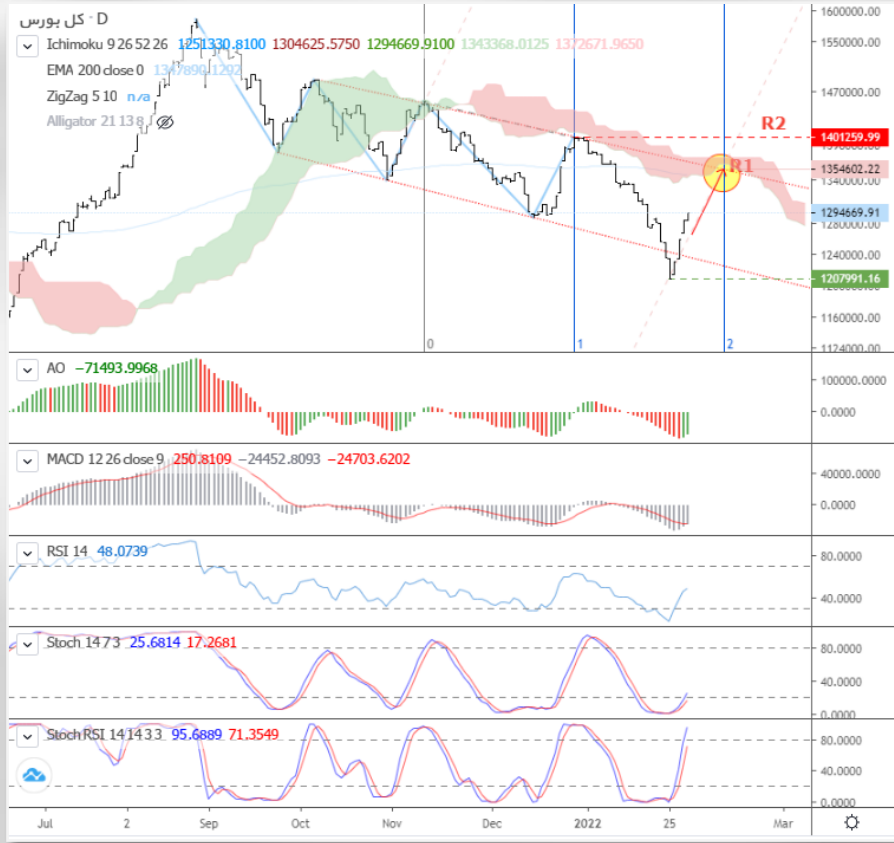 کل بورس - D
Ichimoku 9 26 52 26 1251330.8100 1304625.5750 1294669.9100 1343368.0125 1372671.9650
EMA 200 close 0 1347890.1292
ZigZag 5 10 n/a
Alligator 21 13 8
1600000.00
1550000.00
1470000.00
R2
1401259.99
R1
1354602.22
1340000.00
1294669.91
1280000.00
1240000.00
1207991.16
1160000.00
1124000.00
0
1
2
AO −71493.9968
100000.0000
0.0000
MACD 12 26 close 9 250.8109 −24452.8093 −24703.6202
40000.0000
0.0000
RSI 14 48.0739
80.0000
40.0000
Stoch 14 7 3 25.6814 17.2681
80.0000
40.0000
0.0000
Stoch RSI 14 14 3 3 95.6889 71.3549
80.0000
40.0000
0.0000
Jul 2 Sep Oct Nov Dec 2022 25 Mar